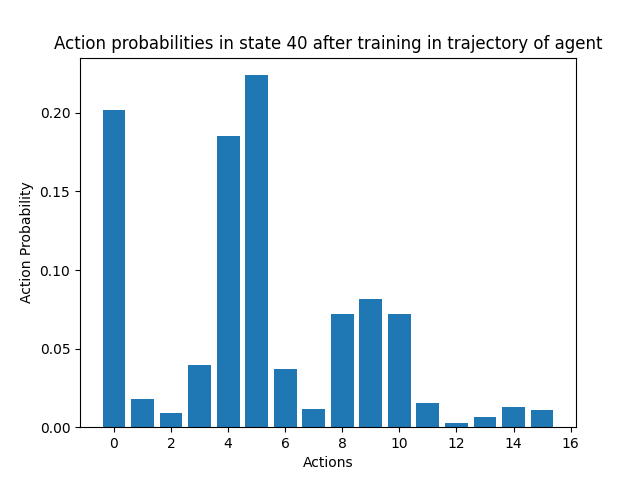 Action probabilities in state 40 after training in trajectory of agent
0.20
0.15
0.10
0.05
0.00
Action Probability
0 2 4 6 8 10 12 14 16
Actions